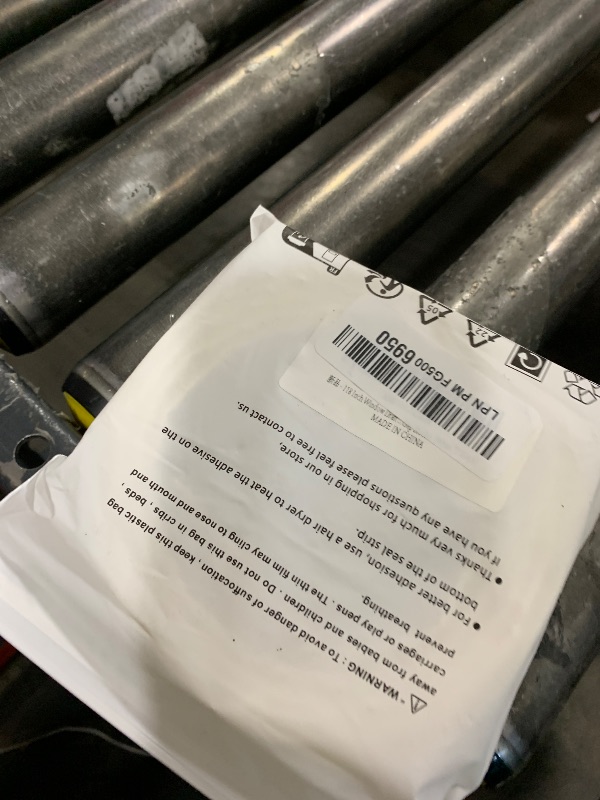 ⚠ " WARNING : To avoid danger of suffocation , keep this plastic bag
away from babies and children . Do not use this bag in cribs , beds ,
carriages or play pens . The thin film may cling to nose and mouth and
prevent breathing.
● For better adhesion, use a hair dryer to heat the adhesive on the
bottom of the seal strip.
● Thanks very much for shopping in our store,
if you have any questions please feel free to contact us.
MADE IN CHINA
LPN PM FG500 6950
22
05